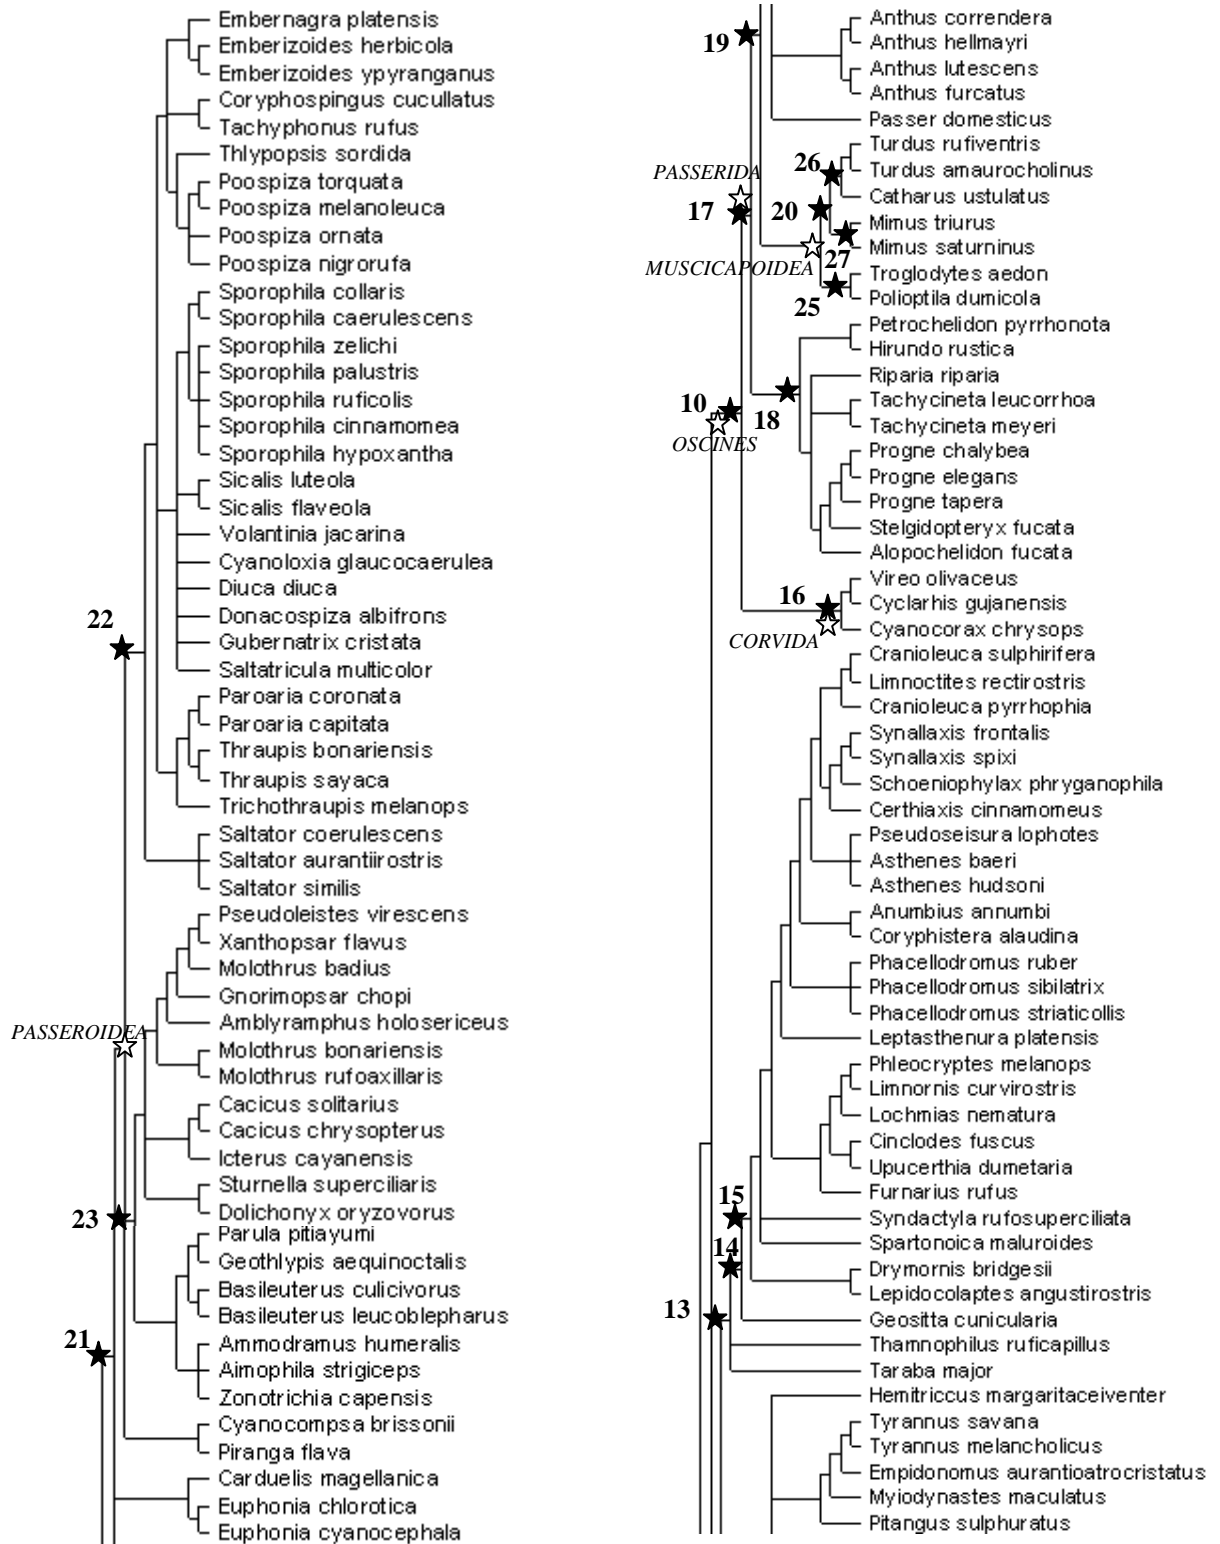 Embernagra platensis
Emberizoides herbicola
Emberizoides ypyranganus
Coryphospingus cucullatus
Tachyphonus rufus
Thlypopsis sordida
Poospiza torquata
Poospiza melanoleuca
Poospiza ornata
Poospiza nigrorufa
Sporophila collaris
Sporophila caerulescens
Sporophila zelichi
Sporophila palustris
Sporophila ruficolis
Sporophila cinnamomea
Sporophila hypoxantha
Sicalis luteola
Sicalis flaveola
Volantinia jacarina
Cyanoloxia glaucocaerulea
Diuca diuca
Donacospiza albifrons
22
Gubernatrix cristata
Saltatricula multicolor
Paroaria coronata
Paroaria capitata
Thraupis bonariensis
Thraupis sayaca
Trichothraupis melanops
Saltator coerulescens
Saltator aurantiirostris
Saltator similis
Pseudoleistes virescens
Xanthopsar flavus
Molothrus badius
Gnorimopsar chopi
Amblyramphus holosericeus
PASSEROIDEA
Molothrus bonariensis
Molothrus rufoaxillaris
Cacicus solitarius
Cacicus chrysopterus
Icterus cayanensis
Sturnella superciliaris
Dolichonyx oryzovorus
23
Parula pitiayumi
Geothlypis aequinoctalis
Basileuterus culicivorus
Basileuterus leucoblepharus
21
Ammodramus humeralis
Aimophila strigiceps
Zonotrichia capensis
Cyanocompsa brissonii
Piranga flava
Carduelis magellanica
Euphonia chlorotica
Euphonia cyanocephala
Anthus correndera
19
Anthus hellmayri
Anthus lutescens
Anthus furcatus
Passer domesticus
Turdus rufiventris
26
PASSERIDA
Turdus amaurocholinus
Catharus ustulatus
17
20
Mimus triurus
Mimus saturninus
27
MUSCICAPOIDEA
Troglodytes aedon
Polioptila dumicola
25
Petrochelidon pyrrhonota
Hirundo rustica
Riparia riparia
Tachycineta leucorrhoa
10
18
Tachycineta meyeri
OSCINES
Progne chalybea
Progne elegans
Progne tapera
Stelgidopteryx fucata
Alopochelidon fucata
Vireo olivaceus
16
Cyclarhis gujanensis
Cyanocorax chrysops
CORVIDA
Cranioleuca sulphirifera
Limnoctites rectirostris
Cranioleuca pyrrhophia
Synallaxis frontalis
Synallaxis spixi
Schoeniophylax phryganophila
Certhiaxis cinnamomeus
Pseudoseisura lophotes
Asthenes baeri
Asthenes hudsoni
Anumbius annumbi
Coryphistera alaudina
Phacellodromus ruber
Phacellodromus sibilatrix
Phacellodromus striaticollis
Leptasthenura platensis
Phleocryptes melanops
Limnornis curvirostris
Lochmias nematura
Cinclodes fuscus
Upucerthia dumetaria
Furnarius rufus
15
Syndactyla rufosuperciliata
14
Spartonoica maluroides
Drymornis bridgesii
Lepidocolaptes angustirostris
13
Geositta cunicularia
Thamnophilus ruficapillus
Taraba major
Hemitriccus margaritaceiventer
Tyrannus savana
Tyrannus melancholicus
Empidonomus aurantioatrocristatus
Myiodynastes maculatus
Pitangus sulphuratus